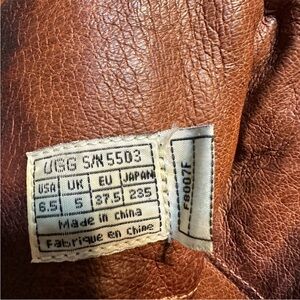 UGG S/N 5503
USA UK EU JAPAN
6.5 5 37.5 235
Made in China
Fabriqué en Chine
F8007F